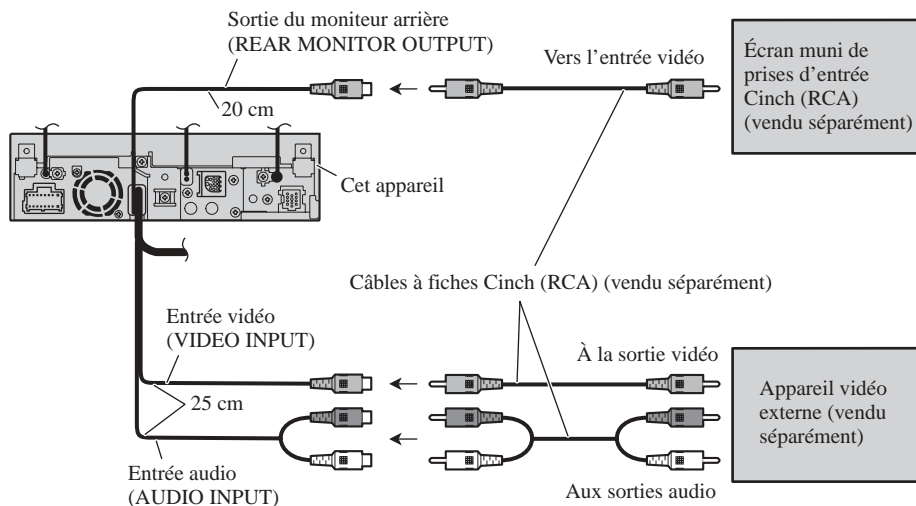 Sortie du moniteur arrière
(REAR MONITOR OUTPUT)
Vers l'entrée vidéo
Écran muni de
prises d'entrée
Cinch (RCA)
(vendu séparément)
20 cm
Cet appareil
Câbles à fiches Cinch (RCA) (vendu séparément)
Entrée vidéo
(VIDEO INPUT)
À la sortie vidéo
25 cm
Appareil vidéo
externe (vendu
séparément)
Entrée audio
(AUDIO INPUT)
Aux sorties audio